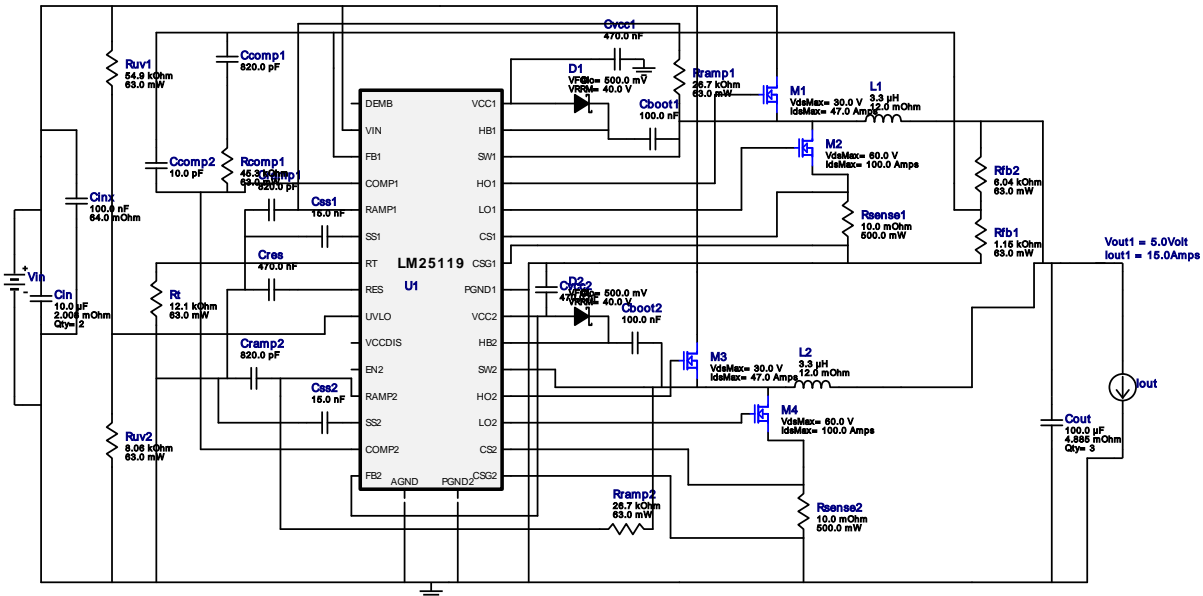 Cvcc1
470.0 nF
Ruv1
54.9 kOhm
63.0 mW
Ccomp1
820.0 pF
D1
VRRM= 40.0 V
Rramp1
26.7 kOhm
63.0 mW
Cboot1
100.0 nF
M1
VdsMax= 30.0 V
IdsMax= 47.0 Amps
L1
3.3 µH
12.0 mOhm
M2
VdsMax= 60.0 V
IdsMax= 100.0 Amps
Ccomp2
10.0 pF
Rcomp1
45.3 kOhm
63.0 mW
820.0 pF
Cinx
100.0 nF
64.0 mOhm
Css1
15.0 nF
Cres
470.0 nF
Rfb2
6.04 kOhm
63.0 mW
Rsense1
10.0 mOhm
500.0 mW
Rfb1
1.15 kOhm
63.0 mW
Vout1 = 5.0Volt
Iout1 = 15.0Amps
DEMB
VIN
FB1
COMP1
RAMP1
SS1
RT
RES
UVLO
VCCDIS
EN2
RAMP2
SS2
COMP2
FB2
LM25119
U1
VCC1
HB1
SW1
HO1
LO1
CS1
CSG1
PGND1
VCC2
HB2
SW2
HO2
LO2
CS2
CSG2
AGND
PGND2
Vin
Cin
10.0 µF
2.006 mOhm
Qty= 2
Rt
12.1 kOhm
63.0 mW
D2
VRRM= 40.0 V
Cboot2
100.0 nF
Cramp2
820.0 pF
Css2
15.0 nF
M3
VdsMax= 30.0 V
IdsMax= 47.0 Amps
L2
3.3 µH
12.0 mOhm
M4
VdsMax= 60.0 V
IdsMax= 100.0 Amps
Iout
Cout
100.0 µF
4.885 mOhm
Qty= 3
Ruv2
8.06 kOhm
63.0 mW
Rramp2
26.7 kOhm
63.0 mW
Rsense2
10.0 mOhm
500.0 mW